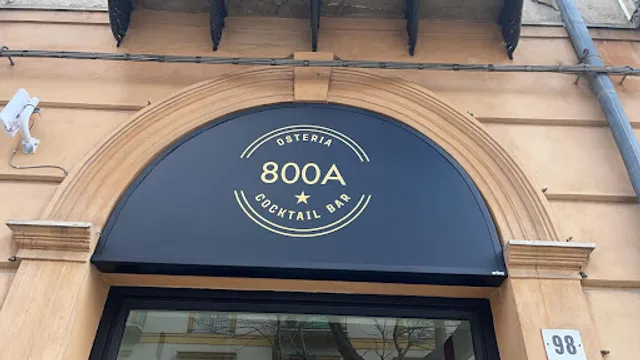 OSTERIA
800A
COCKTAIL BAR
98